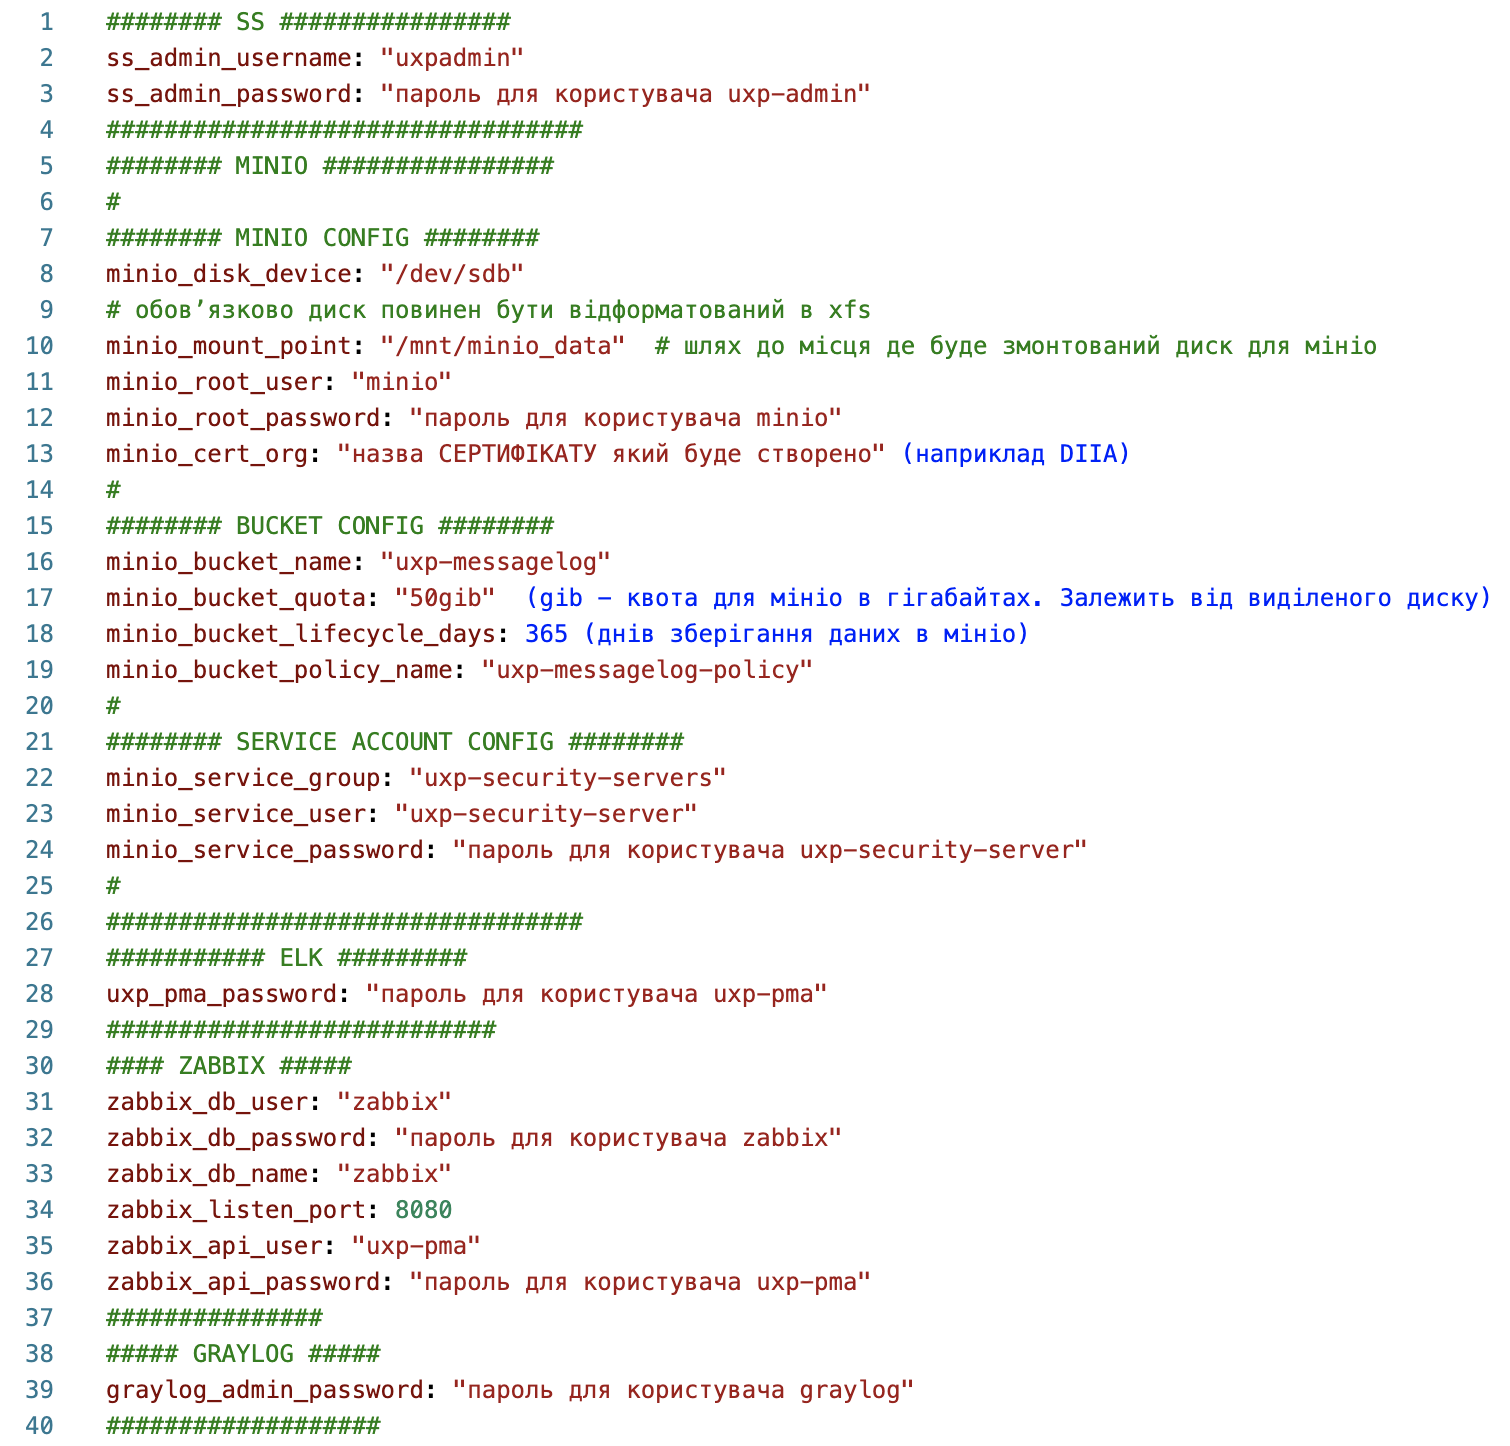 1 ######## SS ################
2 ss_admin_username: "uxpadmin"
3 ss_admin_password: "пароль для користувача uxp-admin"
4 #################################
5 ######## MINIO ################
6 #
7 ######## MINIO CONFIG ########
8 minio_disk_device: "/dev/sdb"
9 # обов’язково диск повинен бути відформатований в xfs
10 minio_mount_point: "/mnt/minio_data"  # шлях до місця де буде змонтований диск для мініо
11 minio_root_user: "minio"
12 minio_root_password: "пароль для користувача minio"
13 minio_cert_org: "назва СЕРТИФІКАТУ який буде створено" (наприклад DIIA)
14 #
15 ######## BUCKET CONFIG ########
16 minio_bucket_name: "uxp-messagelog"
17 minio_bucket_quota: "50gib"  (gib – квота для мініо в гігабайтах. Залежить від виділеного диску)
18 minio_bucket_lifecycle_days: 365 (днів зберігання даних в мініо)
19 minio_bucket_policy_name: "uxp-messagelog-policy"
20 #
21 ######## SERVICE ACCOUNT CONFIG ########
22 minio_service_group: "uxp-security-servers"
23 minio_service_user: "uxp-security-server"
24 minio_service_password: "пароль для користувача uxp-security-server"
25 #
26 #################################
27 ########### ELK #########
28 uxp_pma_password: "пароль для користувача uxp-pma"
29 ###########################
30 #### ZABBIX #####
31 zabbix_db_user: "zabbix"
32 zabbix_db_password: "пароль для користувача zabbix"
33 zabbix_db_name: "zabbix"
34 zabbix_listen_port: 8080
35 zabbix_api_user: "uxp-pma"
36 zabbix_api_password: "пароль для користувача uxp-pma"
37 ###############
38 ##### GRAYLOG #####
39 graylog_admin_password: "пароль для користувача graylog"
40 ###################